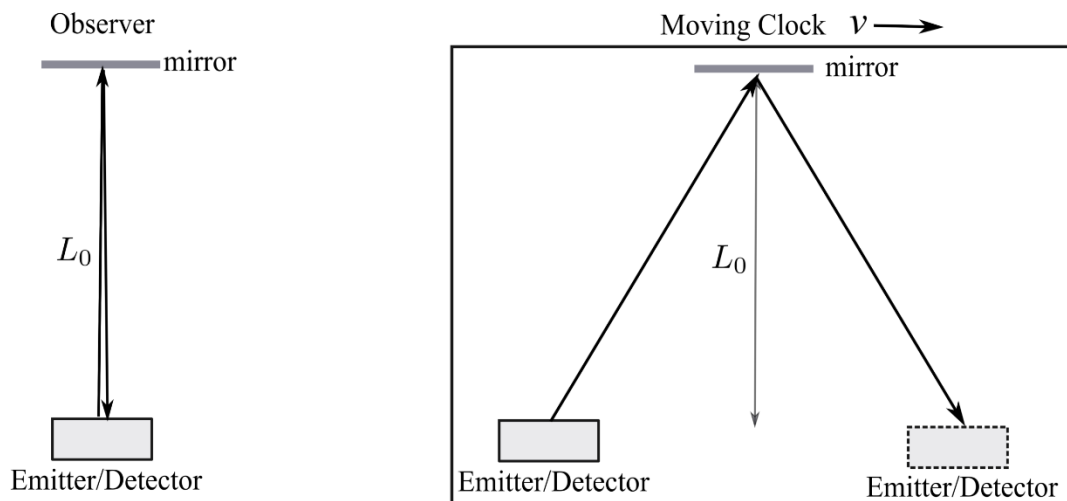 Observer
mirror
L₀
Emitter/Detector
Moving Clock v
mirror
L₀
Emitter/Detector
Emitter/Detector